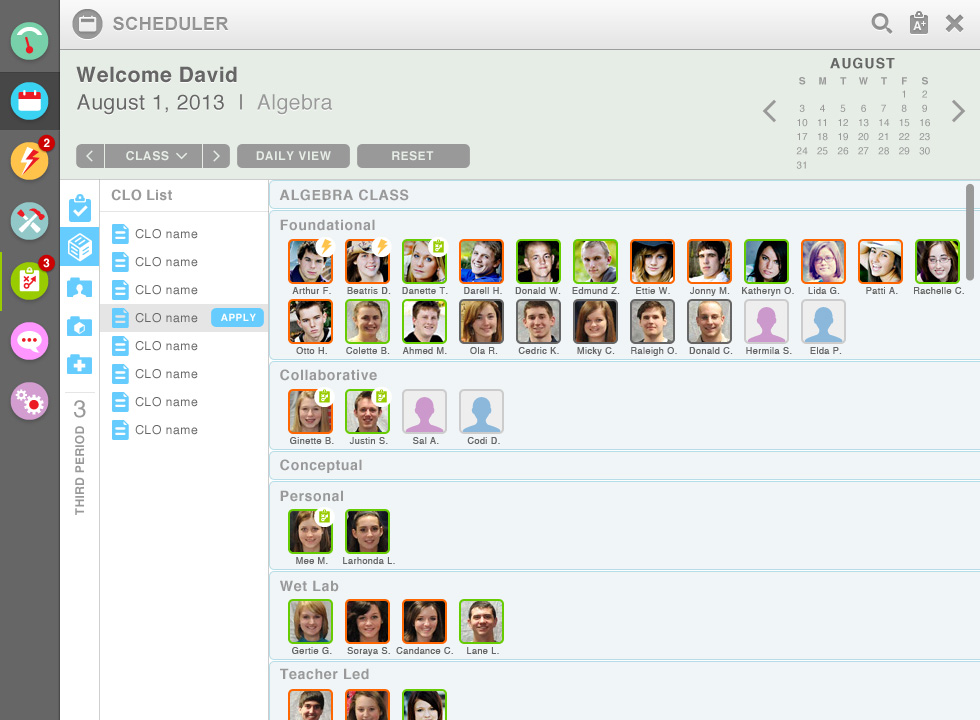 SCHEDULER
A+
Welcome David
August 1, 2013 | Algebra
CLASS
DAILY VIEW
RESET
AUGUST
S M T W T F S
1 2
3 4 5 6 7 8 9
10 11 12 13 14 15 16
17 18 19 20 21 22 23
24 25 26 27 28 29 30
31
2
3
3
THIRD PERIOD
CLO List
CLO name
CLO name
CLO name
CLO name APPLY
CLO name
CLO name
CLO name
CLO name
ALGEBRA CLASS
Foundational
Arthur F. Beatris D. Danette T. Darell H. Donald W. Edmund Z. Ettie W. Jonny M. Katheryn O. Lida G. Patti A. Rachelle C.
Otto H. Colette B. Ahmed M. Ola R. Cedric K. Micky C. Raleigh O. Donald C. Hermila S. Elda P.
Collaborative
Ginette B. Justin S. Sal A. Codi D.
Conceptual
Personal
Mee M. Larhonda L.
Wet Lab
Gertie G. Soraya S. Candance C. Lane L.
Teacher Led